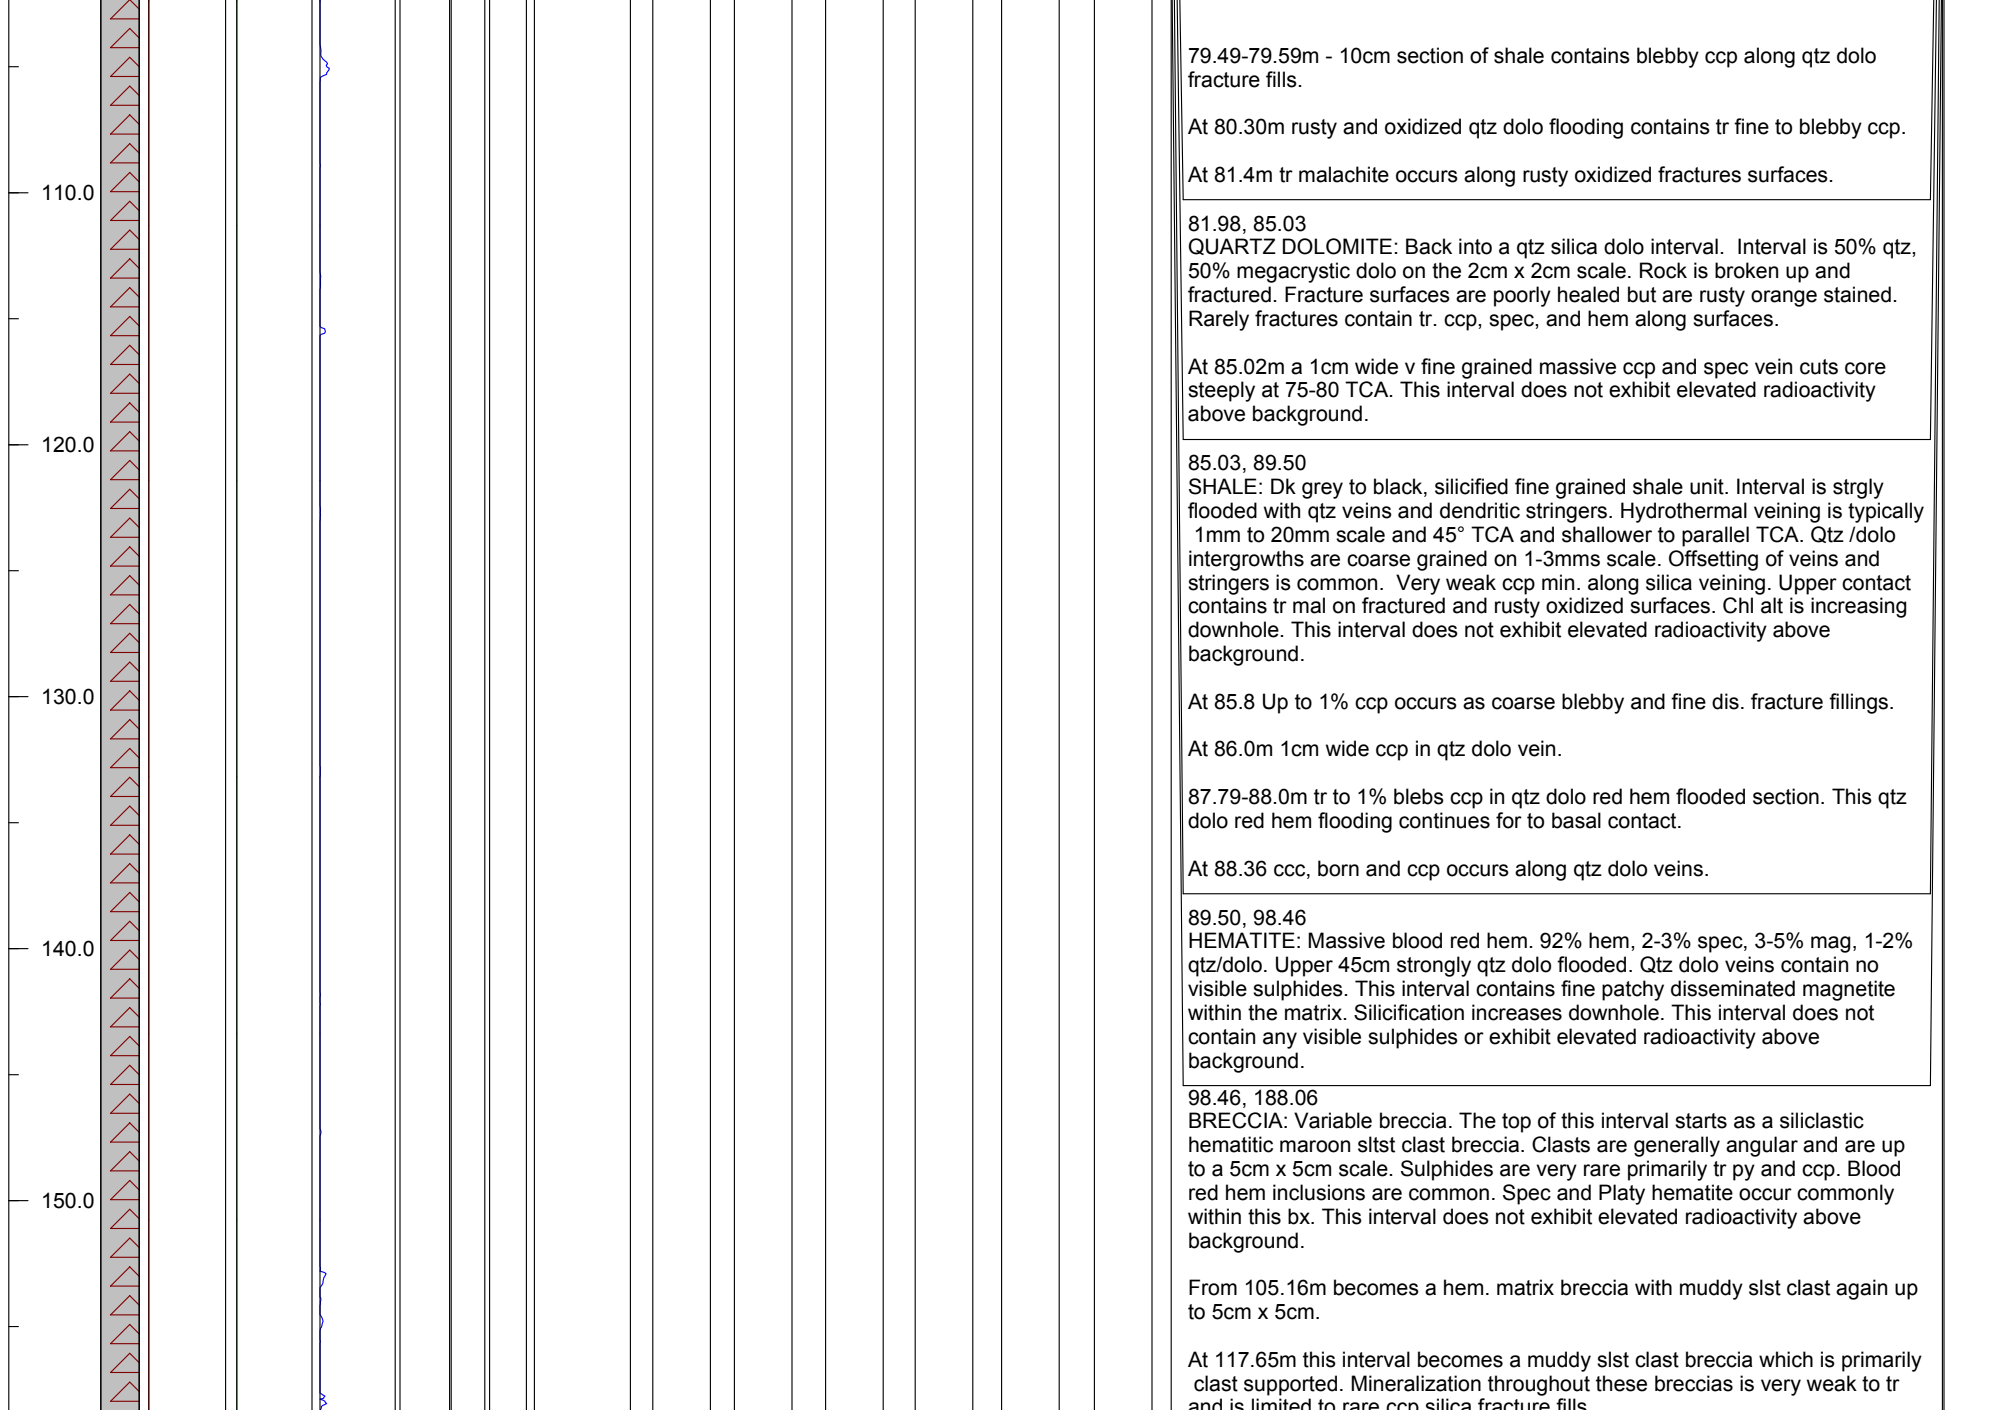 110.0
120.0
130.0
140.0
150.0
79.49-79.59m - 10cm section of shale contains blebby ccp along qtz dolo
fracture fills.
At 80.30m rusty and oxidized qtz dolo flooding contains tr fine to blebby ccp.
At 81.4m tr malachite occurs along rusty oxidized fractures surfaces.
81.98, 85.03
QUARTZ DOLOMITE: Back into a qtz silica dolo interval.  Interval is 50% qtz,
50% megacrystic dolo on the 2cm x 2cm scale. Rock is broken up and
fractured. Fracture surfaces are poorly healed but are rusty orange stained.
Rarely fractures contain tr. ccp, spec, and hem along surfaces.
At 85.02m a 1cm wide v fine grained massive ccp and spec vein cuts core
steeply at 75-80 TCA. This interval does not exhibit elevated radioactivity
above background.
85.03, 89.50
SHALE: Dk grey to black, silicified fine grained shale unit. Interval is strgly
flooded with qtz veins and dendritic stringers. Hydrothermal veining is typically
1mm to 20mm scale and 45° TCA and shallower to parallel TCA. Qtz /dolo
intergrowths are coarse grained on 1-3mms scale. Offsetting of veins and
stringers is common.  Very weak ccp min. along silica veining. Upper contact
contains tr mal on fractured and rusty oxidized surfaces. Chl alt is increasing
downhole. This interval does not exhibit elevated radioactivity above
background.
At 85.8 Up to 1% ccp occurs as coarse blebby and fine dis. fracture fillings.
At 86.0m 1cm wide ccp in qtz dolo vein.
87.79-88.0m tr to 1% blebs ccp in qtz dolo red hem flooded section. This qtz
dolo red hem flooding continues for to basal contact.
At 88.36 ccc, born and ccp occurs along qtz dolo veins.
89.50, 98.46
HEMATITE: Massive blood red hem. 92% hem, 2-3% spec, 3-5% mag, 1-2%
qtz/dolo. Upper 45cm strongly qtz dolo flooded. Qtz dolo veins contain no
visible sulphides. This interval contains fine patchy disseminated magnetite
within the matrix. Silicification increases downhole. This interval does not
contain any visible sulphides or exhibit elevated radioactivity above
background.
98.46, 188.06
BRECCIA: Variable breccia. The top of this interval starts as a siliclastic
hematitic maroon sltst clast breccia. Clasts are generally angular and are up
to a 5cm x 5cm scale. Sulphides are very rare primarily tr py and ccp. Blood
red hem inclusions are common. Spec and Platy hematite occur commonly
within this bx. This interval does not exhibit elevated radioactivity above
background.
From 105.16m becomes a hem. matrix breccia with muddy slst clast again up
to 5cm x 5cm.
At 117.65m this interval becomes a muddy slst clast breccia which is primarily
clast supported. Mineralization throughout these breccias is very weak to tr
and is limited to rare ccp silica fracture fills.